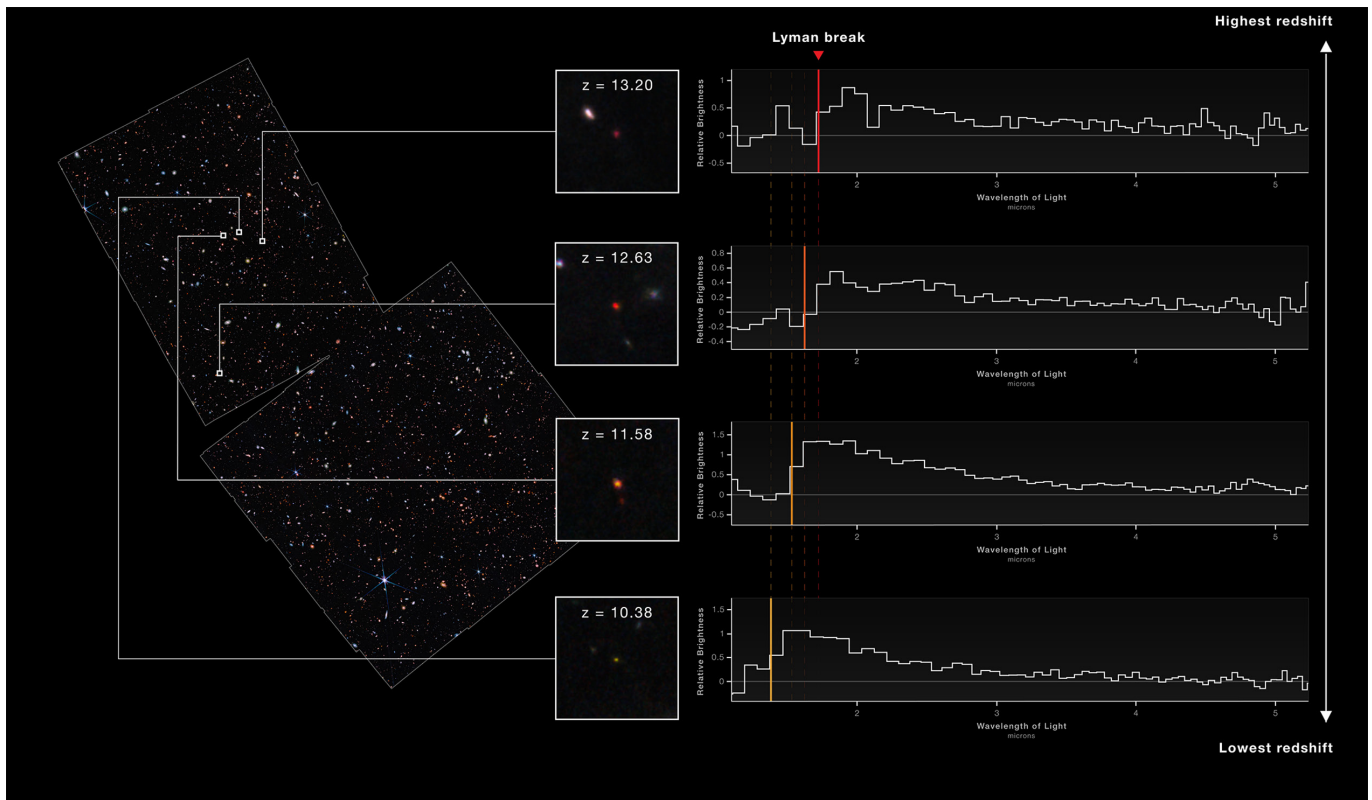 Highest redshift
Lyman break
z = 13.20
Relative Brightness
1
0.5
0
-0.5
2
3
4
5
Wavelength of Light
microns
z = 12.63
Relative Brightness
0.8
0.6
0.4
0.2
0
-0.2
-0.4
2
3
4
5
Wavelength of Light
microns
z = 11.58
Relative Brightness
1.5
1
0.5
0
-0.5
2
3
4
5
Wavelength of Light
microns
z = 10.38
Relative Brightness
1.5
1
0.5
0
2
3
4
5
Wavelength of Light
microns
Lowest redshift